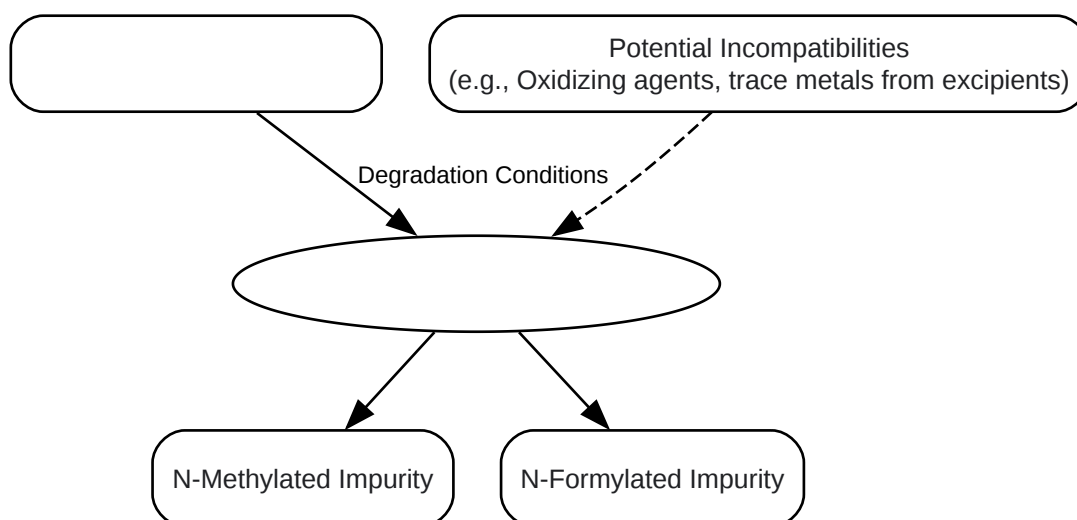 Potential Incompatibilities
(e.g., Oxidizing agents, trace metals from excipients)
Degradation Conditions
N-Methylated Impurity
N-Formylated Impurity